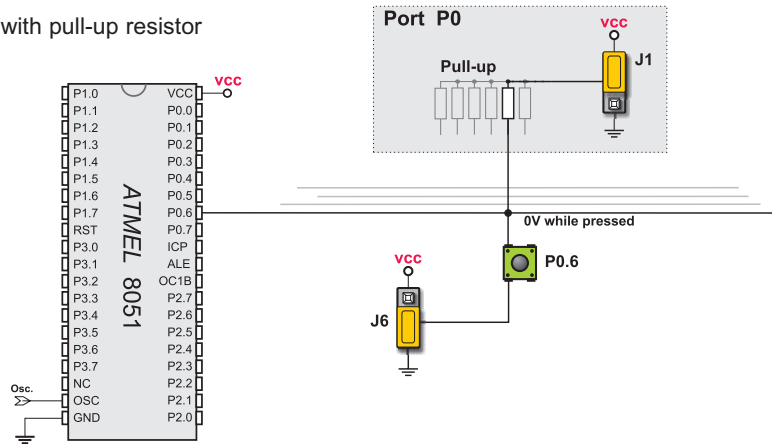 with pull-up resistor
Port P0
VCC
J1
Pull-up
VCC
P1.0 VCC
P1.1 P0.0
P1.2 P0.1
P1.3 P0.2
P1.4 P0.3
P1.5 P0.4
P1.6 P0.5
P1.7 P0.6
RST P0.7
P3.0 ICP
P3.1 ALE
P3.2 OC1B
P3.3 P2.7
P3.4 P2.6
P3.5 P2.5
P3.6 P2.4
P3.7 P2.3
NC P2.2
OSC P2.1
GND P2.0
ATMEL 8051
Osc.
0V while pressed
P0.6
VCC
J6